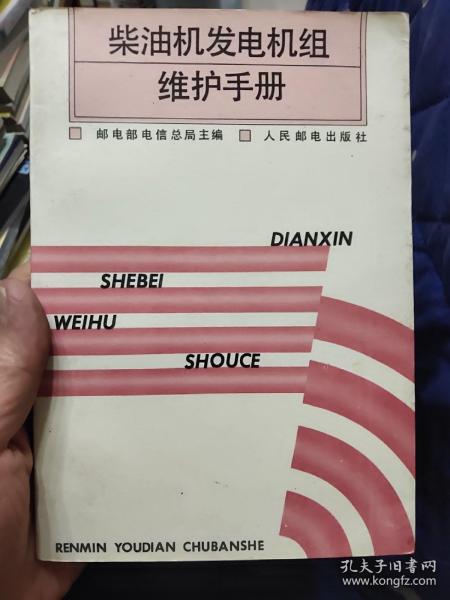 柴油机发电机组
维护手册
邮电部电信总局主编 人民邮电出版社
DIANXIN
SHEBEI
WEIHU
SHOUCE
RENMIN YOUDIAN CHUBANSHE
孔夫子旧书网
www.kongfz.com